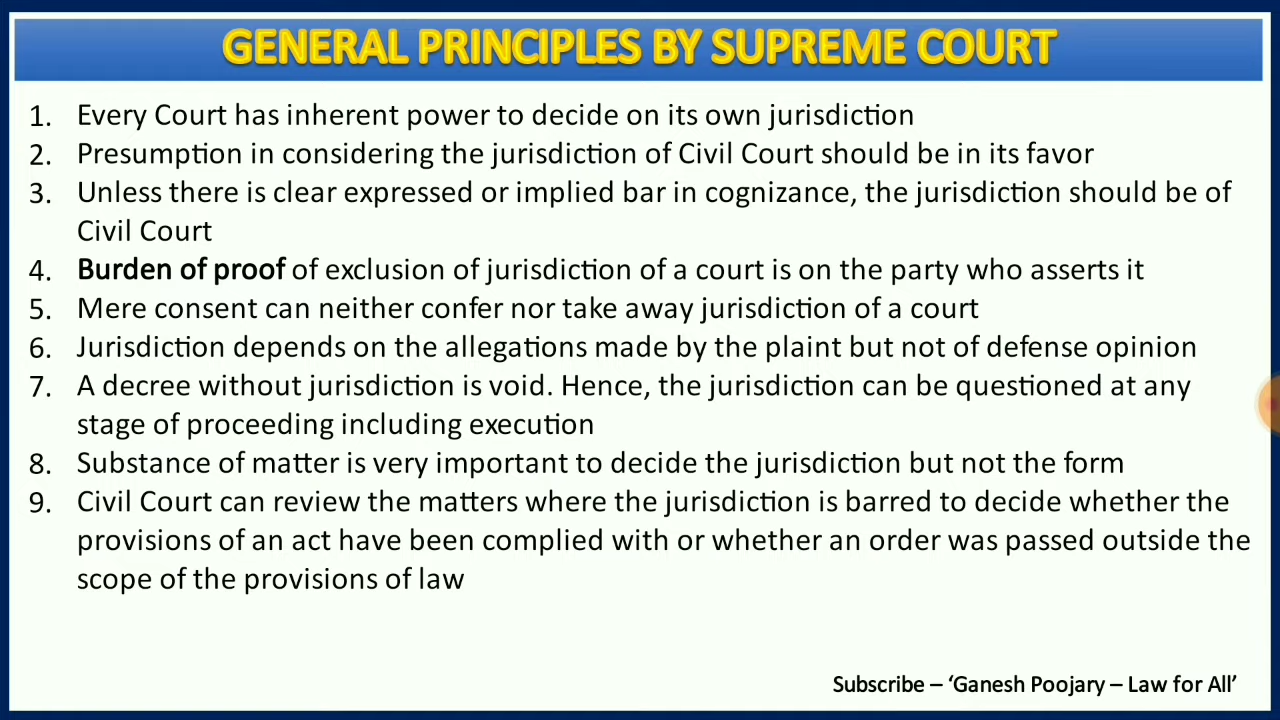 GENERAL PRINCIPLES BY SUPREME COURT
1. Every Court has inherent power to decide on its own jurisdiction
2. Presumption in considering the jurisdiction of Civil Court should be in its favor
3. Unless there is clear expressed or implied bar in cognizance, the jurisdiction should be of
Civil Court
4. Burden of proof of exclusion of jurisdiction of a court is on the party who asserts it
5. Mere consent can neither confer nor take away jurisdiction of a court
6. Jurisdiction depends on the allegations made by the plaint but not of defense opinion
7. A decree without jurisdiction is void. Hence, the jurisdiction can be questioned at any
stage of proceeding including execution
8. Substance of matter is very important to decide the jurisdiction but not the form
9. Civil Court can review the matters where the jurisdiction is barred to decide whether the
provisions of an act have been complied with or whether an order was passed outside the
scope of the provisions of law
Subscribe – ‘Ganesh Poojary – Law for All’